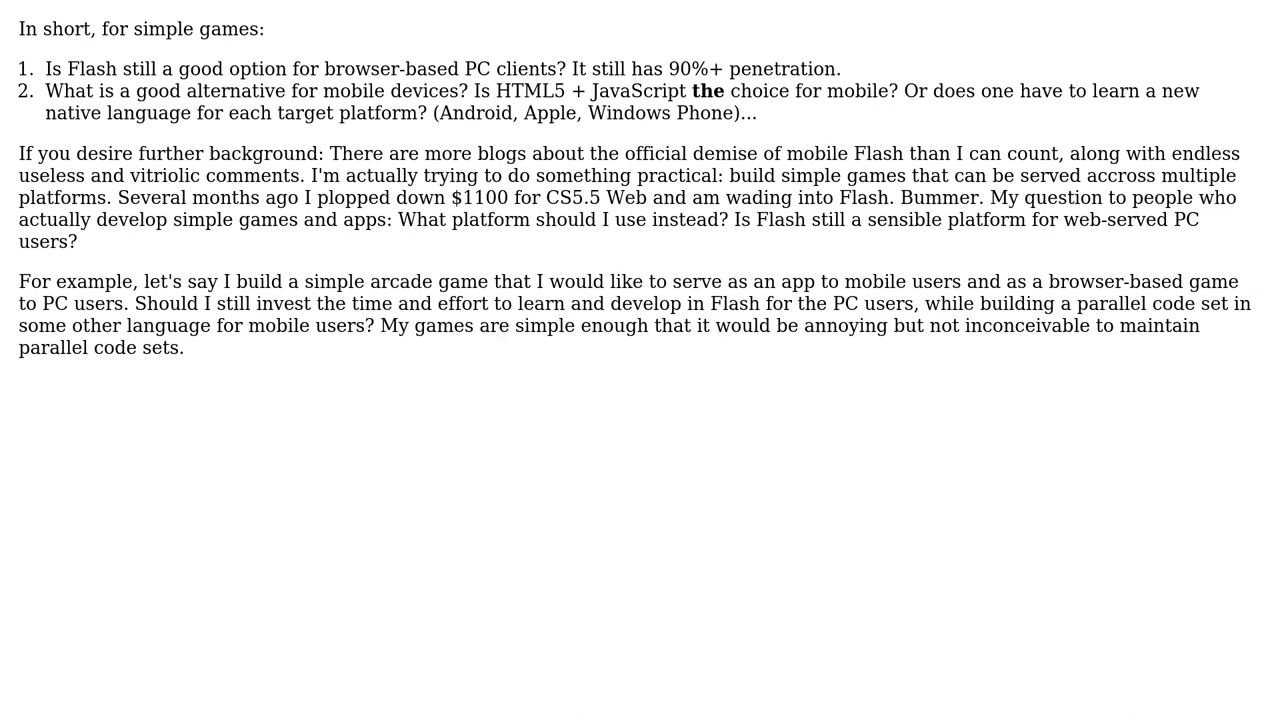 In short, for simple games:
1. Is Flash still a good option for browser-based PC clients? It still has 90%+ penetration.
2. What is a good alternative for mobile devices? Is HTML5 + JavaScript the choice for mobile? Or does one have to learn a new
native language for each target platform? (Android, Apple, Windows Phone)...
If you desire further background: There are more blogs about the official demise of mobile Flash than I can count, along with endless
useless and vitriolic comments. I'm actually trying to do something practical: build simple games that can be served accross multiple
platforms. Several months ago I plopped down $1100 for CS5.5 Web and am wading into Flash. Bummer. My question to people who
actually develop simple games and apps: What platform should I use instead? Is Flash still a sensible platform for web-served PC
users?
For example, let's say I build a simple arcade game that I would like to serve as an app to mobile users and as a browser-based game
to PC users. Should I still invest the time and effort to learn and develop in Flash for the PC users, while building a parallel code set in
some other language for mobile users? My games are simple enough that it would be annoying but not inconceivable to maintain
parallel code sets.